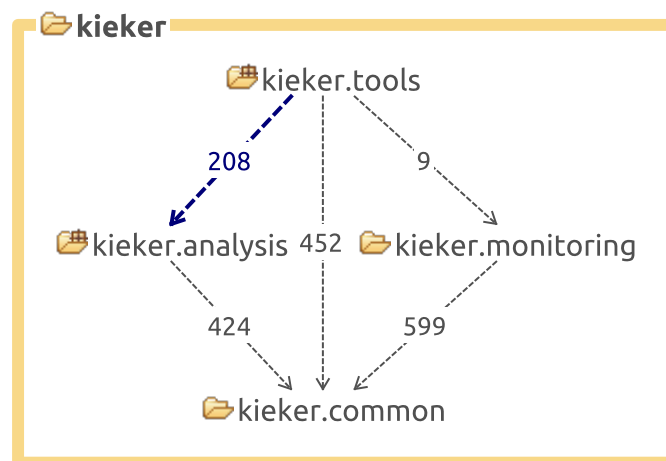 kieker
kieker.tools
208
9
kieker.analysis
452
kieker.monitoring
424
599
kieker.common